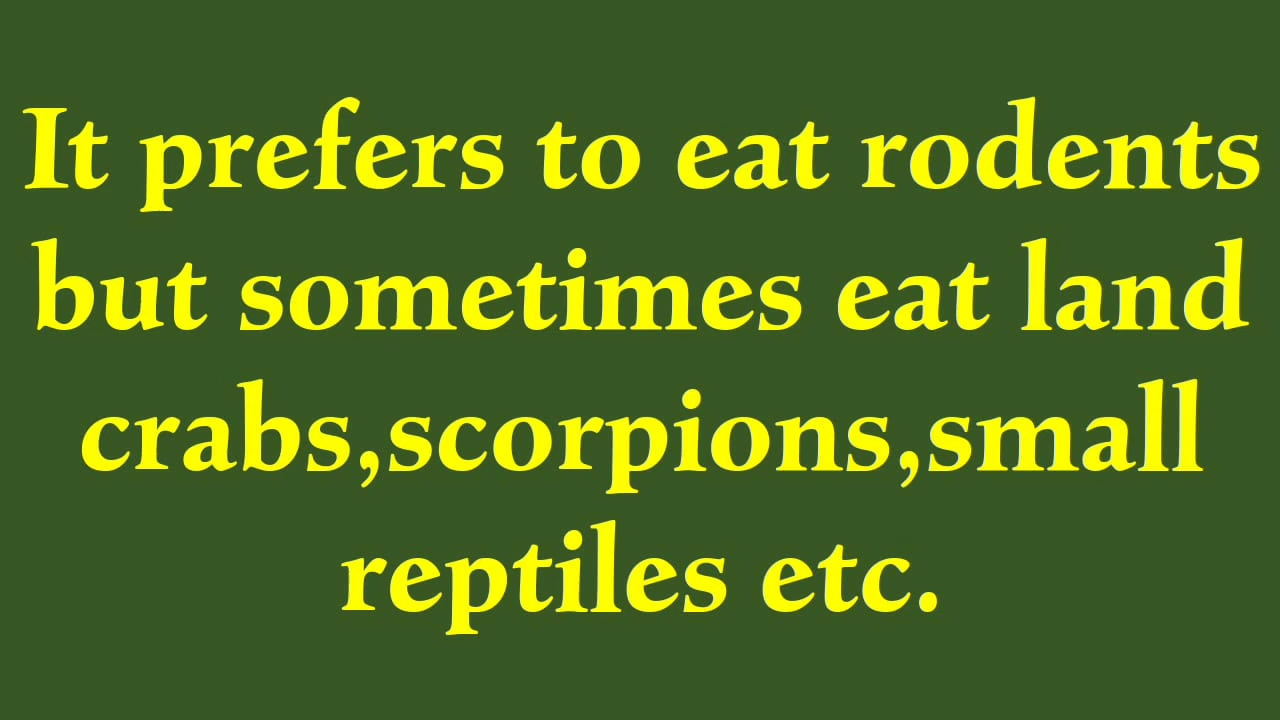 It prefers to eat rodents
but sometimes eat land
crabs,scorpions,small
reptiles etc.